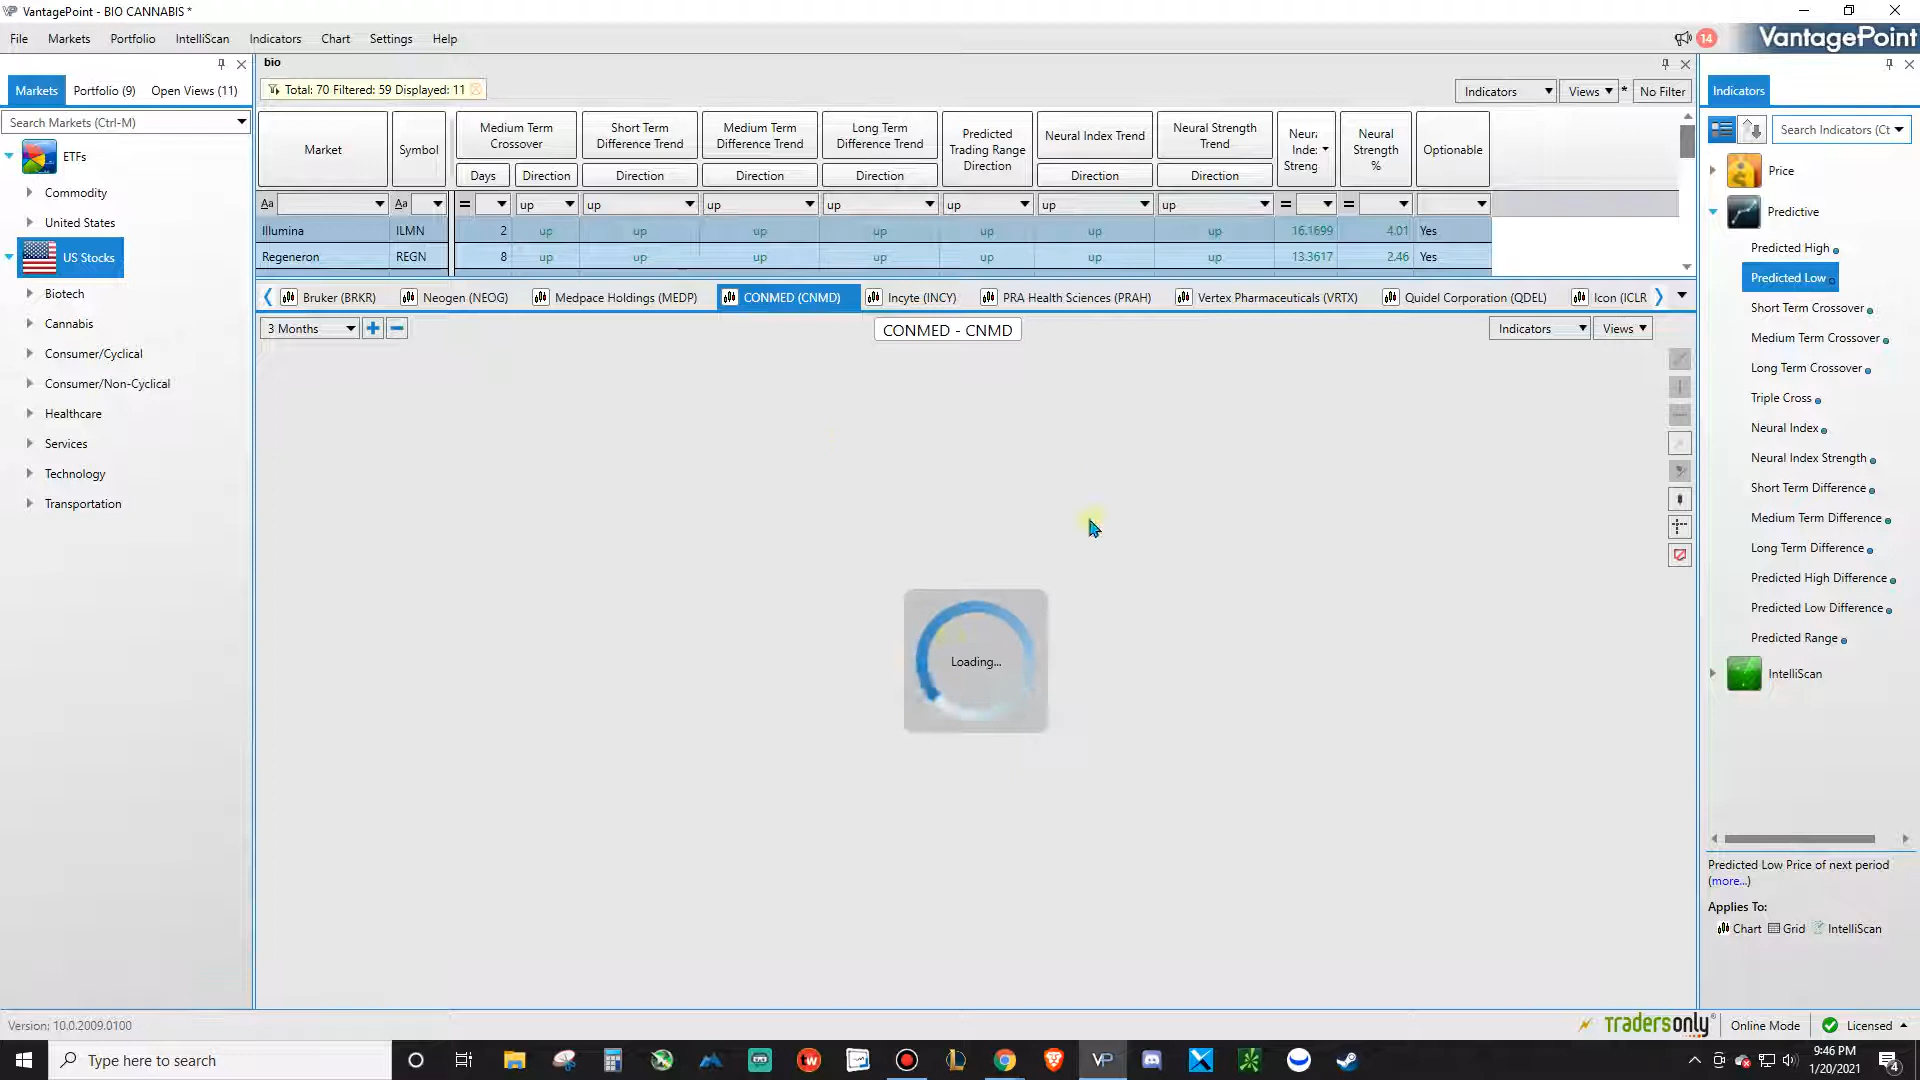 VantagePoint - BIO CANNABIS *
File Markets Portfolio IntelliScan Indicators Chart Settings Help
14 VantagePoint
Markets Portfolio (9) Open Views (11)
Search Markets (Ctrl-M)
ETFs
Commodity
United States
US Stocks
Biotech
Cannabis
Consumer/Cyclical
Consumer/Non-Cyclical
Healthcare
Services
Technology
Transportation
bio
Total: 70 Filtered: 59 Displayed: 11
Indicators Views * No Filter
Market Symbol Medium Term Crossover Short Term Difference Trend Medium Term Difference Trend Long Term Difference Trend Predicted Trading Range Direction Neural Index Trend Neural Strength Trend Neural Strength % Optionable
Days Direction Direction Direction Direction Direction Direction
Aa Aa = up up up up up up up = =
Illumina ILMN 2 up up up up up up up 16.1699 4.01 Yes
Regeneron REGN 8 up up up up up up up 13.3617 2.46 Yes
Bruker (BRKR) Neogen (NEOG) Medpace Holdings (MEDP) CONMED (CNMD) Incyte (INCY) PRA Health Sciences (PRAH) Vertex Pharmaceuticals (VRTX) Quidel Corporation (QDEL) Icon (ICLR
3 Months CONMED - CNMD Indicators Views
Loading...
Indicators
Search Indicators (Ct
Price
Predictive
Predicted High
Predicted Low
Short Term Crossover
Medium Term Crossover
Long Term Crossover
Triple Cross
Neural Index
Neural Index Strength
Short Term Difference
Medium Term Difference
Long Term Difference
Predicted High Difference
Predicted Low Difference
Predicted Range
IntelliScan
Predicted Low Price of next period
(more...)
Applies To:
Chart Grid IntelliScan
Version: 10.0.2009.0100
tradersonly Online Mode Licensed
Type here to search
tw VP
9:46 PM
1/20/2021
4